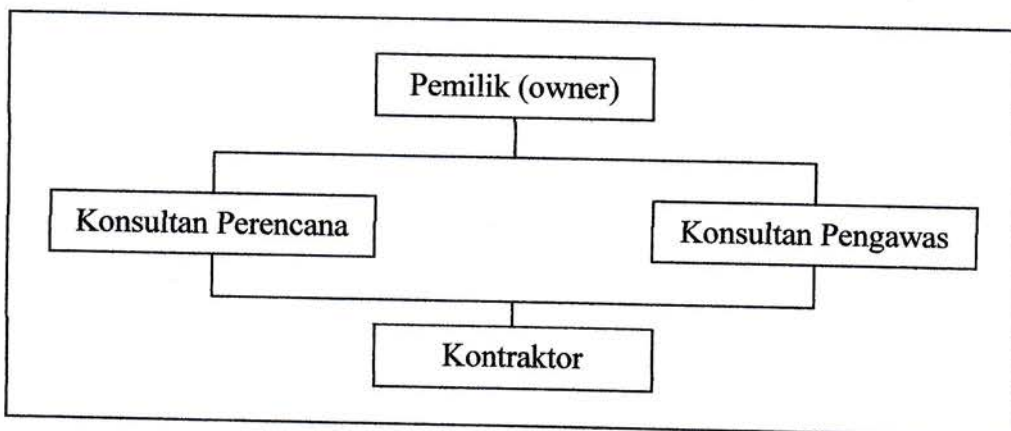 Pemilik (owner)
Konsultan Perencana
Konsultan Pengawas
Kontraktor